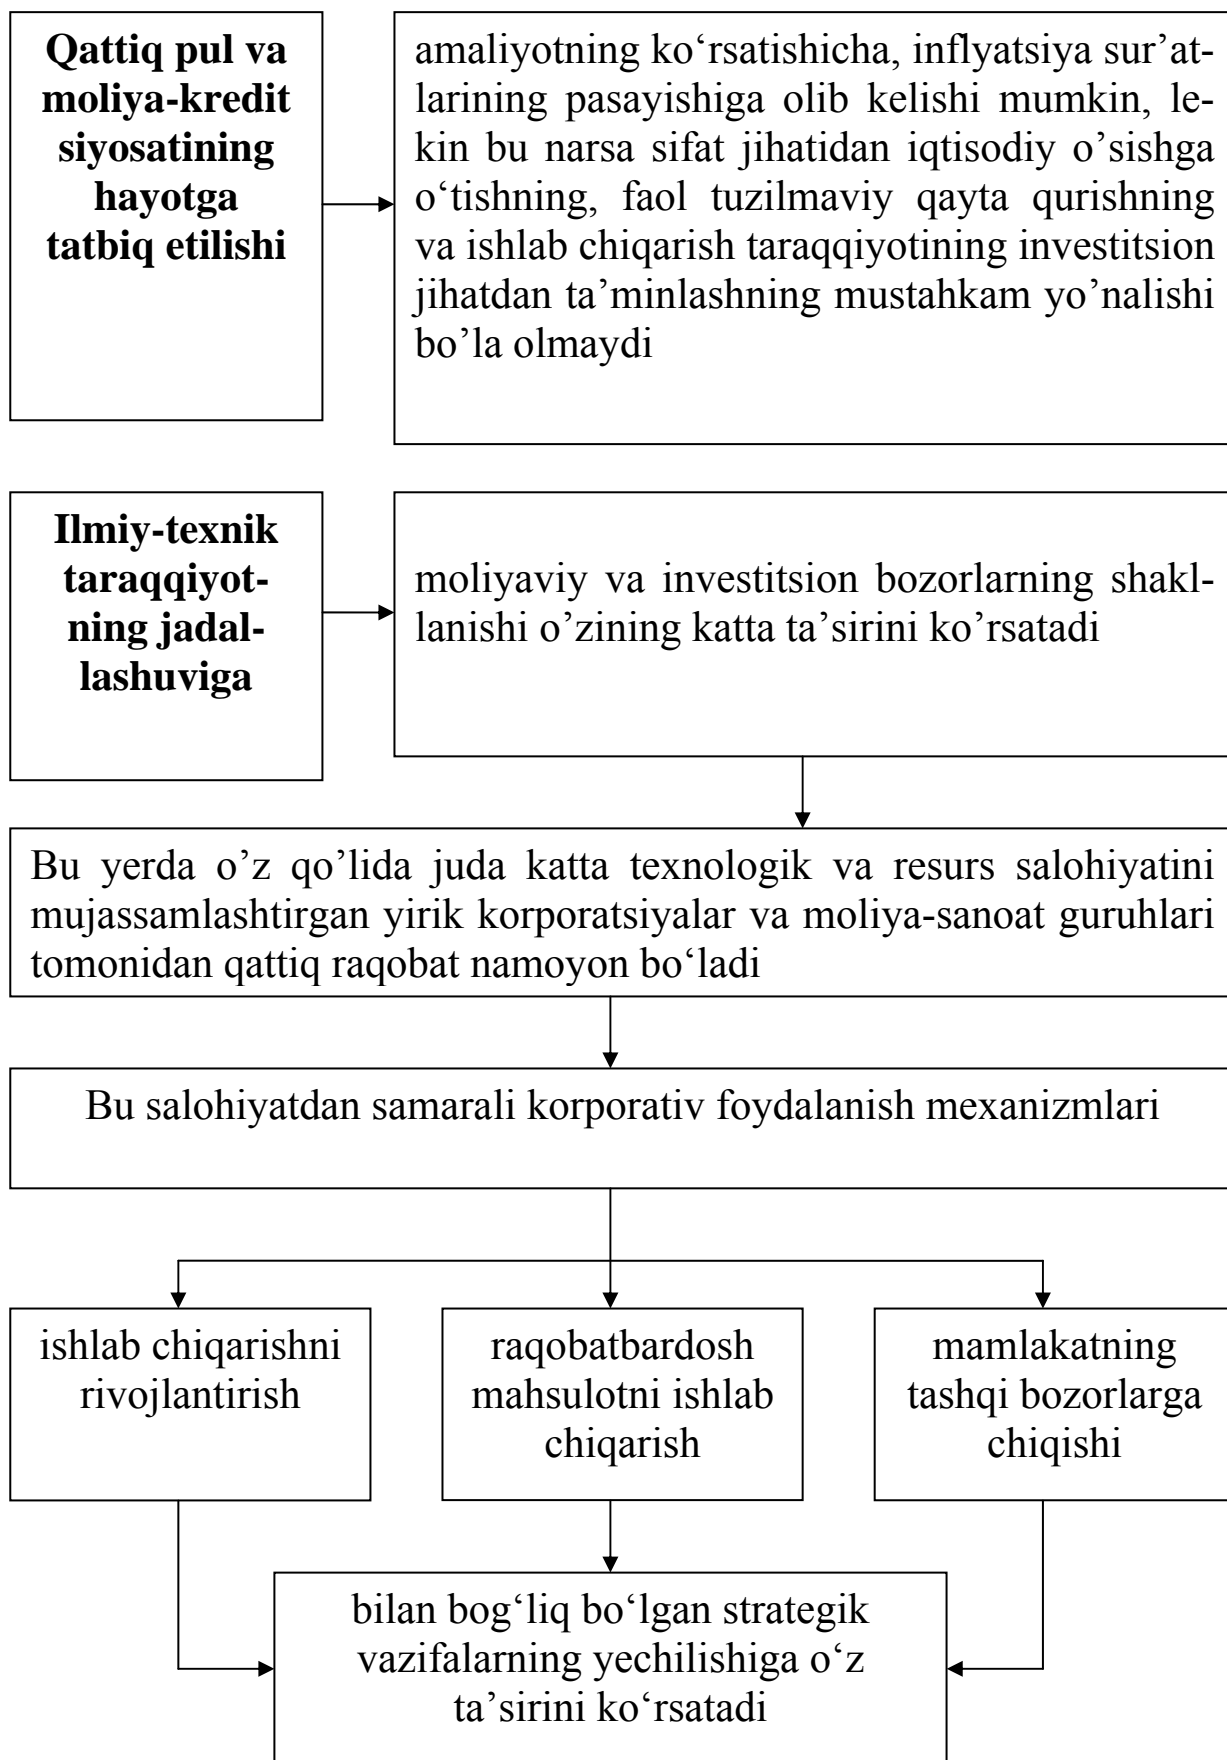 Qattiq pul va
moliya-kredit
siyosatining
hayotga
tatbiq etilishi
amaliyotning ko‘rsatishicha, inflyatsiya sur’at-
larining pasayishiga olib kelishi mumkin, le-
kin bu narsa sifat jihatidan iqtisodiy o’sishga
o‘tishning, faol tuzilmaviy qayta qurishning
va ishlab chiqarish taraqqiyotining investitsion
jihatdan ta’minlashning mustahkam yo’nalishi
bo’la olmaydi
Ilmiy-texnik
taraqqiyot-
ning jadal-
lashuviga
moliyaviy va investitsion bozorlarning shakl-
lanishi o’zining katta ta’sirini ko’rsatadi
Bu yerda o’z qo’lida juda katta texnologik va resurs salohiyatini
mujassamlashtirgan yirik korporatsiyalar va moliya-sanoat guruhlari
tomonidan qattiq raqobat namoyon bo‘ladi
Bu salohiyatdan samarali korporativ foydalanish mexanizmlari
ishlab chiqarishni
rivojlantirish
raqobatbardosh
mahsulotni ishlab
chiqarish
mamlakatning
tashqi bozorlarga
chiqishi
bilan bog‘liq bo‘lgan strategik
vazifalarning yechilishiga o‘z
ta’sirini ko‘rsatadi